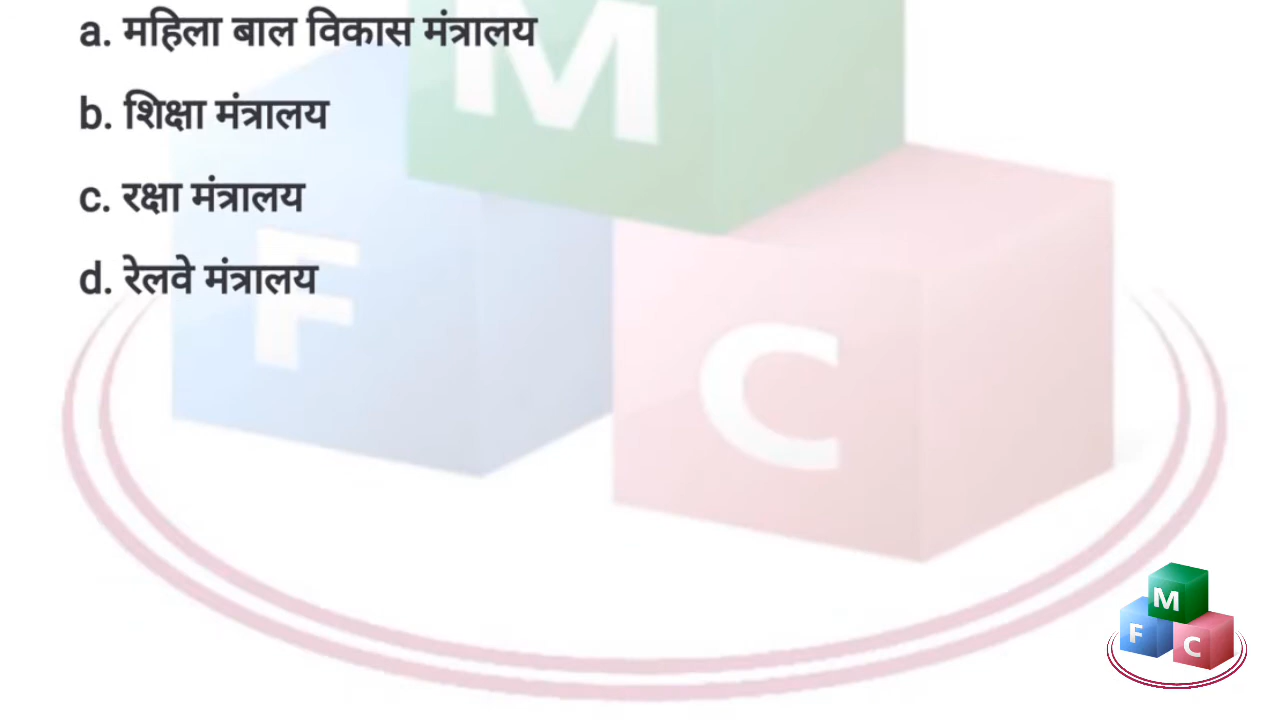 a. महिला बाल विकास मंत्रालय
b. शिक्षा मंत्रालय
c. रक्षा मंत्रालय
d. रेलवे मंत्रालय
M
F
C
M
F
C